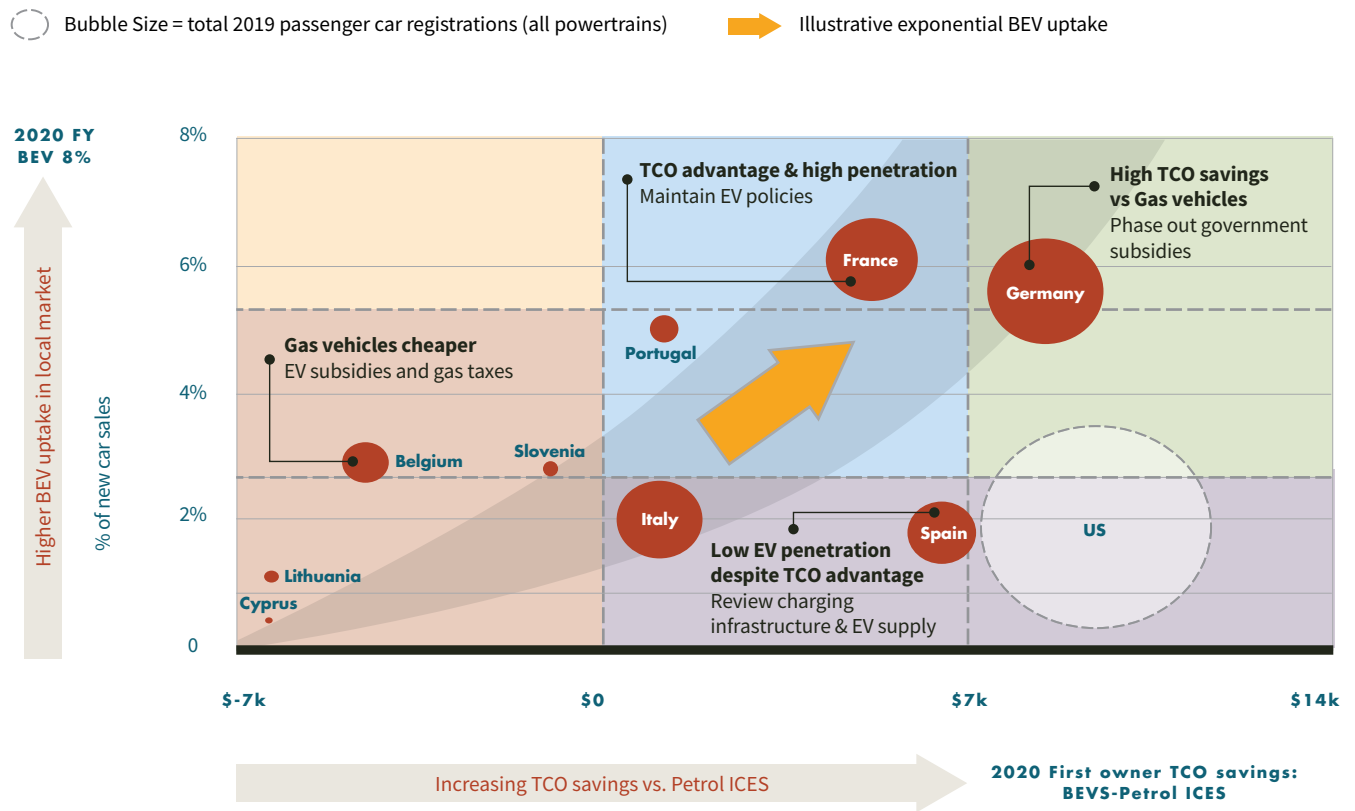 Bubble Size = total 2019 passenger car registrations (all powertrains)
Illustrative exponential BEV uptake
2020 FY
BEV 8%
Higher BEV uptake in local market
% of new car sales
8%
6%
4%
2%
0
TCO advantage & high penetration
Maintain EV policies
High TCO savings
vs Gas vehicles
Phase out government
subsidies
France
Germany
Portugal
Gas vehicles cheaper
EV subsidies and gas taxes
Belgium
Slovenia
Italy
Spain
US
Low EV penetration
despite TCO advantage
Review charging
infrastructure & EV supply
Lithuania
Cyprus
$-7k
$0
$7k
$14k
Increasing TCO savings vs. Petrol ICES
2020 First owner TCO savings:
BEVS-Petrol ICES